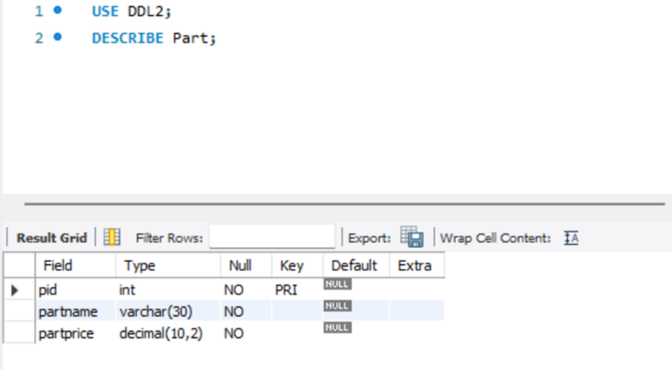 1 USE DDL2;
2 DESCRIBE Part;
Result Grid Filter Rows: Export: Wrap Cell Content: IA
Field Type Null Key Default Extra
pid int NO PRI NULL
partname varchar(30) NO NULL
partprice decimal(10,2) NO NULL